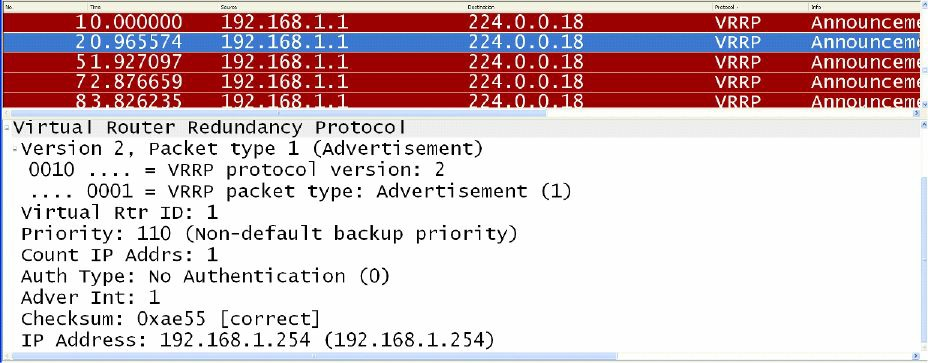 No. Time Source Destination Protocol Info
1 0.000000 192.168.1.1 224.0.0.18 VRRP Announceme
2 0.965574 192.168.1.1 224.0.0.18 VRRP Announceme
5 1.927097 192.168.1.1 224.0.0.18 VRRP Announceme
7 2.876659 192.168.1.1 224.0.0.18 VRRP Announceme
8 3.826235 192.168.1.1 224.0.0.18 VRRP Announceme
Virtual Router Redundancy Protocol
Version 2, Packet type 1 (Advertisement)
0010 .... = VRRP protocol version: 2
.... 0001 = VRRP packet type: Advertisement (1)
Virtual Rtr ID: 1
Priority: 110 (Non-default backup priority)
Count IP Addrs: 1
Auth Type: No Authentication (0)
Adver Int: 1
Checksum: 0xae55 [correct]
IP Address: 192.168.1.254 (192.168.1.254)